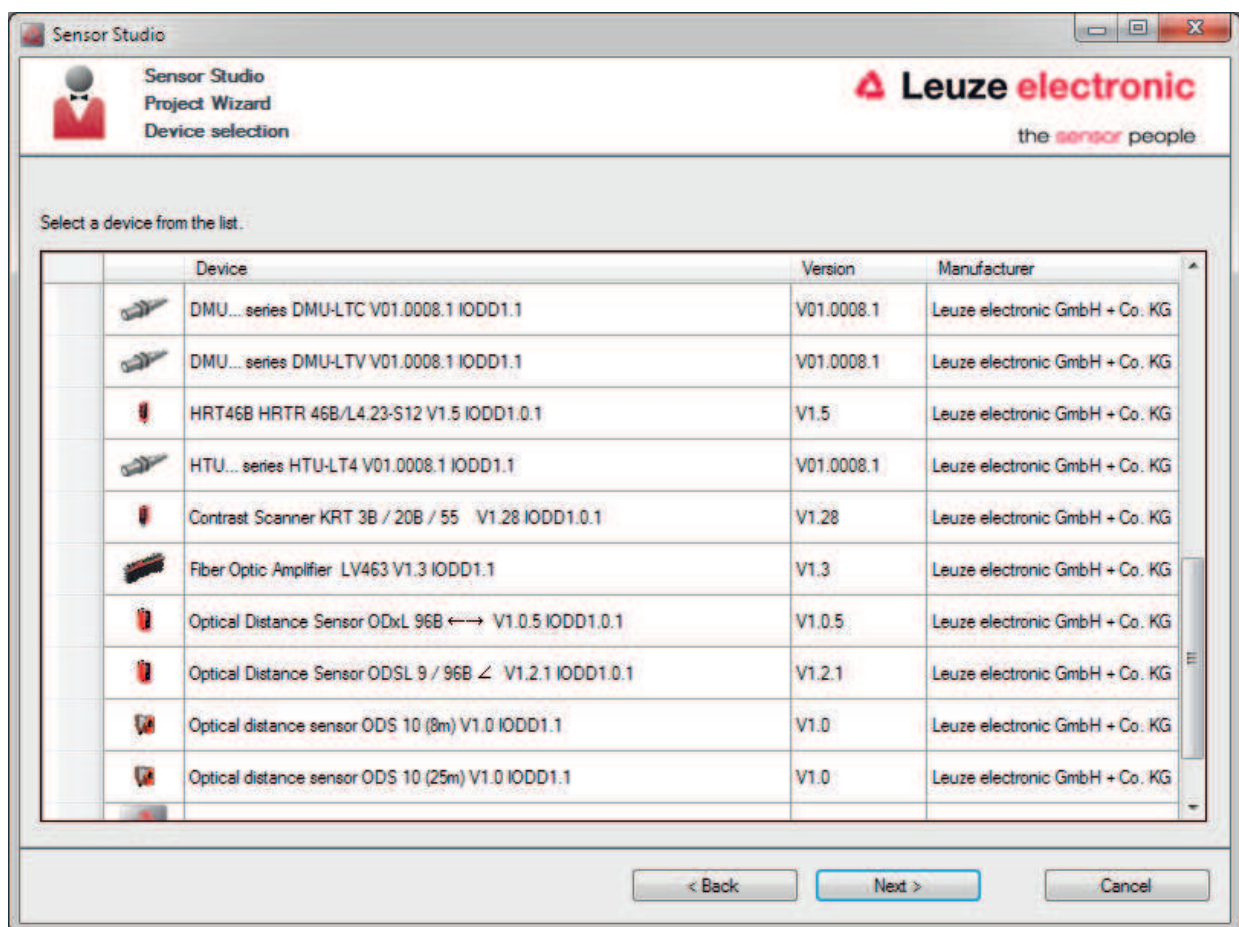 Sensor Studio
Sensor Studio
Project Wizard
Device selection
Leuze electronic
the sensor people
Select a device from the list.
Device Version Manufacturer
DMU... series DMU-LTC V01.0008.1 IODD1.1 V01.0008.1 Leuze electronic GmbH + Co. KG
DMU... series DMU-LTV V01.0008.1 IODD1.1 V01.0008.1 Leuze electronic GmbH + Co. KG
HRT46B HRTR 46B/L4.23-S12 V1.5 IODD1.0.1 V1.5 Leuze electronic GmbH + Co. KG
HTU... series HTU-LT4 V01.0008.1 IODD1.1 V01.0008.1 Leuze electronic GmbH + Co. KG
Contrast Scanner KRT 3B / 20B / 55 V1.28 IODD1.0.1 V1.28 Leuze electronic GmbH + Co. KG
Fiber Optic Amplifier LV463 V1.3 IODD1.1 V1.3 Leuze electronic GmbH + Co. KG
Optical Distance Sensor ODxL 96B ←→ V1.0.5 IODD1.0.1 V1.0.5 Leuze electronic GmbH + Co. KG
Optical Distance Sensor ODSL 9 / 96B ∠ V1.2.1 IODD1.0.1 V1.2.1 Leuze electronic GmbH + Co. KG
Optical distance sensor ODS 10 (8m) V1.0 IODD1.1 V1.0 Leuze electronic GmbH + Co. KG
Optical distance sensor ODS 10 (25m) V1.0 IODD1.1 V1.0 Leuze electronic GmbH + Co. KG
< Back Next > Cancel